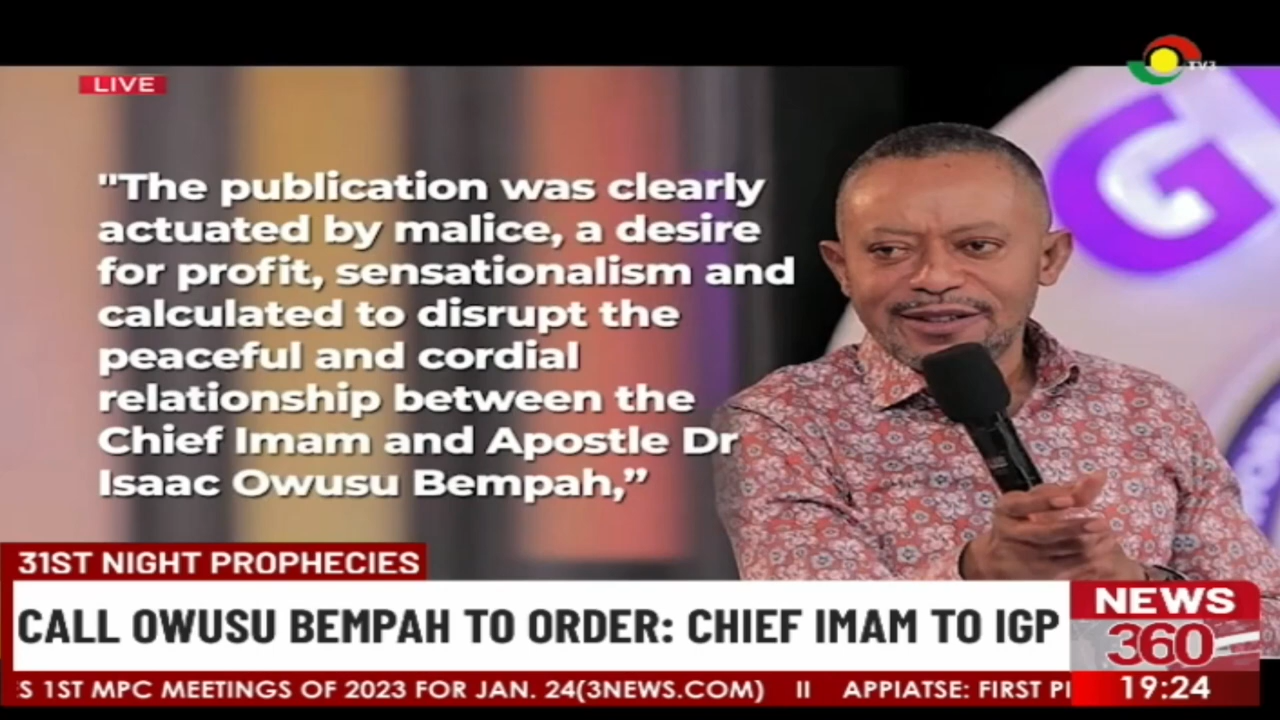 LIVE
TV3
G
"The publication was clearly
actuated by malice, a desire
for profit, sensationalism and
calculated to disrupt the
peaceful and cordial
relationship between the
Chief Imam and Apostle Dr
Isaac Owusu Bempah,”
31ST NIGHT PROPHECIES
CALL OWUSU BEMPAH TO ORDER: CHIEF IMAM TO IGP
NEWS
360
S 1ST MPC MEETINGS OF 2023 FOR JAN. 24(3NEWS.COM) II APPIATSE: FIRST
19:24